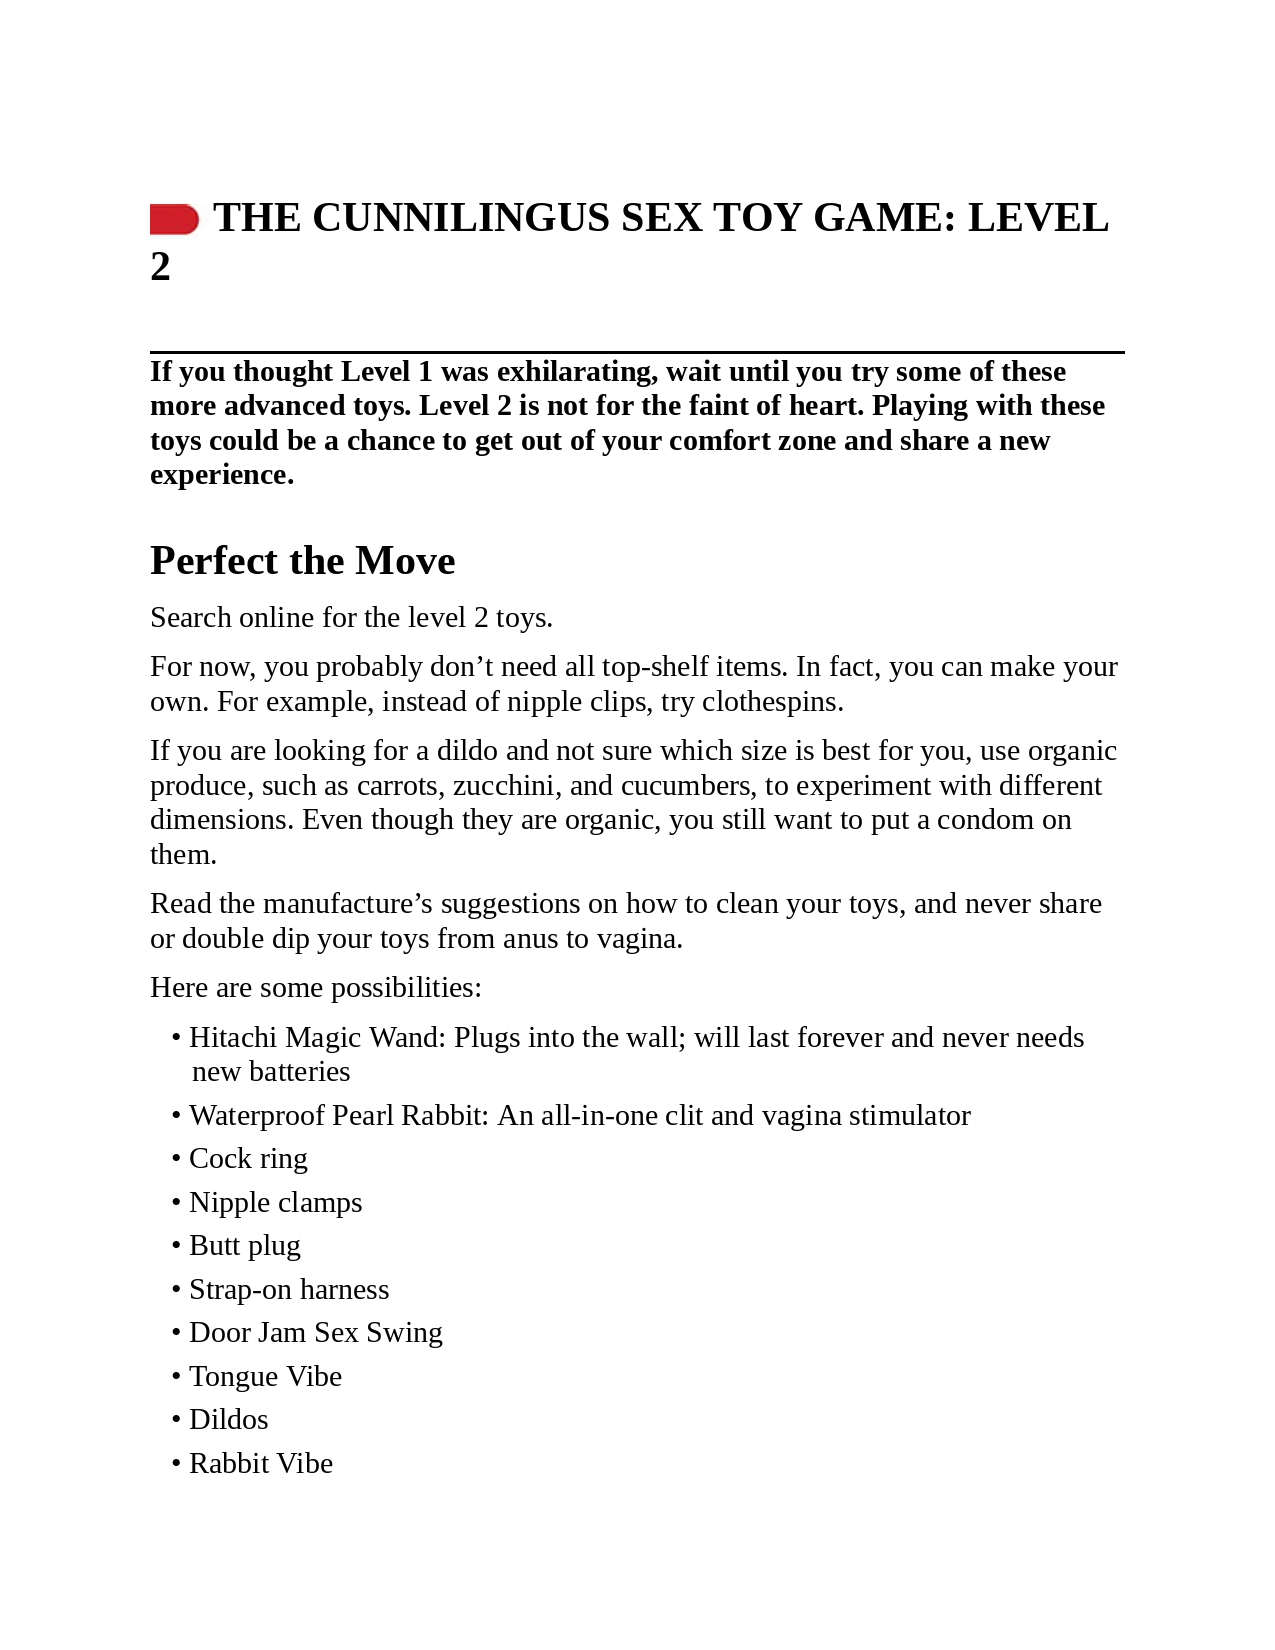 THE CUNNILINGUS SEX TOY GAME: LEVEL
2
If you thought Level 1 was exhilarating, wait until you try some of these
more advanced toys. Level 2 is not for the faint of heart. Playing with these
toys could be a chance to get out of your comfort zone and share a new
experience.
Perfect the Move
Search online for the level 2 toys.
For now, you probably don’t need all top-shelf items. In fact, you can make your
own. For example, instead of nipple clips, try clothespins.
If you are looking for a dildo and not sure which size is best for you, use organic
produce, such as carrots, zucchini, and cucumbers, to experiment with different
dimensions. Even though they are organic, you still want to put a condom on
them.
Read the manufacture’s suggestions on how to clean your toys, and never share
or double dip your toys from anus to vagina.
Here are some possibilities:
• Hitachi Magic Wand: Plugs into the wall; will last forever and never needs
new batteries
• Waterproof Pearl Rabbit: An all-in-one clit and vagina stimulator
• Cock ring
• Nipple clamps
• Butt plug
• Strap-on harness
• Door Jam Sex Swing
• Tongue Vibe
• Dildos
• Rabbit Vibe